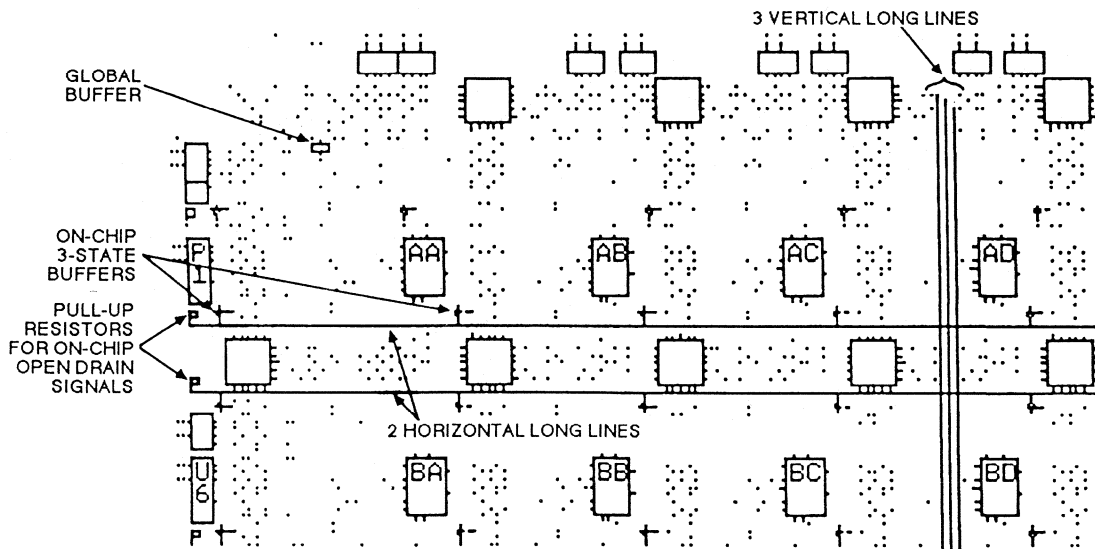 3 VERTICAL LONG LINES
GLOBAL
BUFFER
ON-CHIP
3-STATE
BUFFERS
P
1
AA
AB
AC
AD
PULL-UP
RESISTORS
FOR ON-CHIP
OPEN DRAIN
SIGNALS
2 HORIZONTAL LONG LINES
U
6
BA
BB
BC
BD